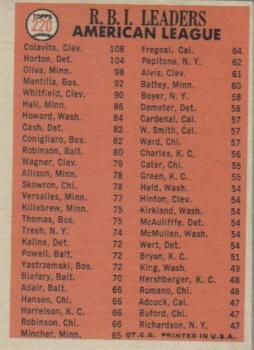 TOPPS
220
R.B.I. LEADERS
AMERICAN LEAGUE
Colavito, Clev. 108
Horton, Det. 104
Oliva, Minn. 98
Mantilla, Bos. 92
Whitfield, Clev. 90
Hall, Minn. 86
Howard, Wash. 84
Cash, Det. 82
Conigliaro, Bos. 82
Robinson, Balt. 80
Wagner, Clev. 79
Allison, Minn. 78
Skowron, Chi. 78
Versalles, Minn. 77
Killebrew, Minn. 75
Thomas, Bos. 75
Tresh, N. Y. 74
Kaline, Det. 72
Powell, Balt. 72
Yastrzemski, Bos. 72
Blefary, Balt. 70
Adair, Balt. 66
Hansen, Chi. 66
Harrelson, K. C. 66
Robinson, Chi. 66
Mincher, Minn. 65
Fregosi, Cal. 64
Pepitone, N. Y. 62
Alvis, Clev. 61
Battey, Minn. 60
Boyer, N. Y. 58
Demeter, Det. 58
Cardenal, Cal. 57
W. Smith, Cal. 57
Ward, Chi. 57
Charles, K. C. 56
Cater, Chi. 55
Green, K. C. 55
Held, Wash. 54
Hinton, Clev. 54
Kirkland, Wash. 54
McAulifffe, Det. 54
McMullen, Wash. 54
Wert, Det. 54
Bryan, K. C. 51
King, Wash. 49
Hershberger, K. C. 48
Romano, Chi. 48
Adcock, Cal. 47
Buford, Chi. 47
Richardson, N. Y. 47
© T.C.G. PRINTED IN U.S.A.